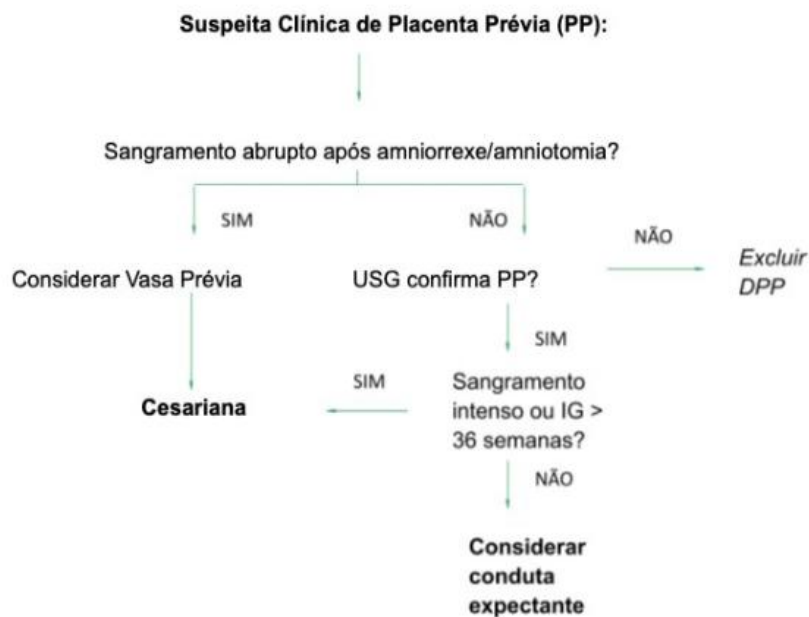 Suspeita Clínica de Placenta Prévia (PP):
Sangramento abrupto após amniorrexe/amniotomia?
SIM
NÃO
Considerar Vasa Prévia
USG confirma PP?
NÃO
Excluir
DPP
SIM
Cesariana
SIM
Sangramento
intenso ou IG >
36 semanas?
NÃO
Considerar
conduta
expectante